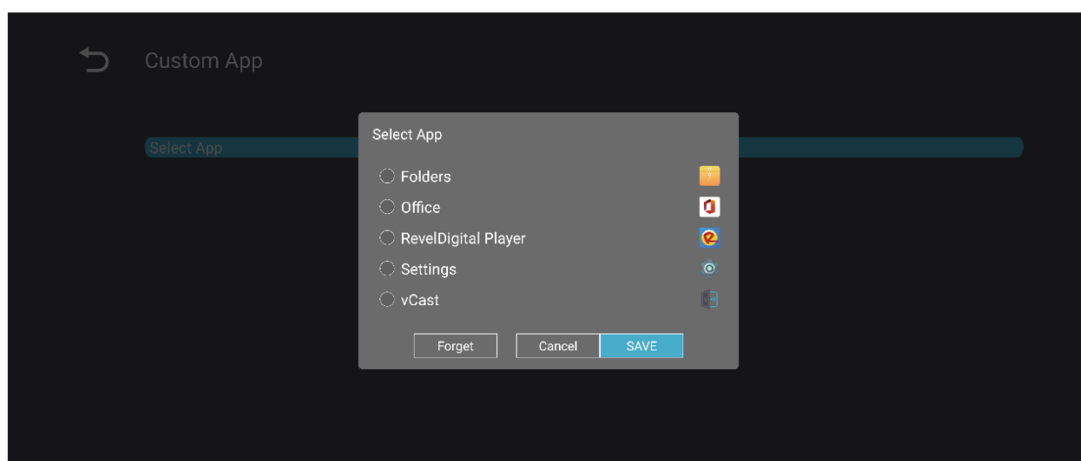 Custom App
Select App
Select App
Folders
Office
RevelDigital Player
Settings
vCast
Forget Cancel SAVE